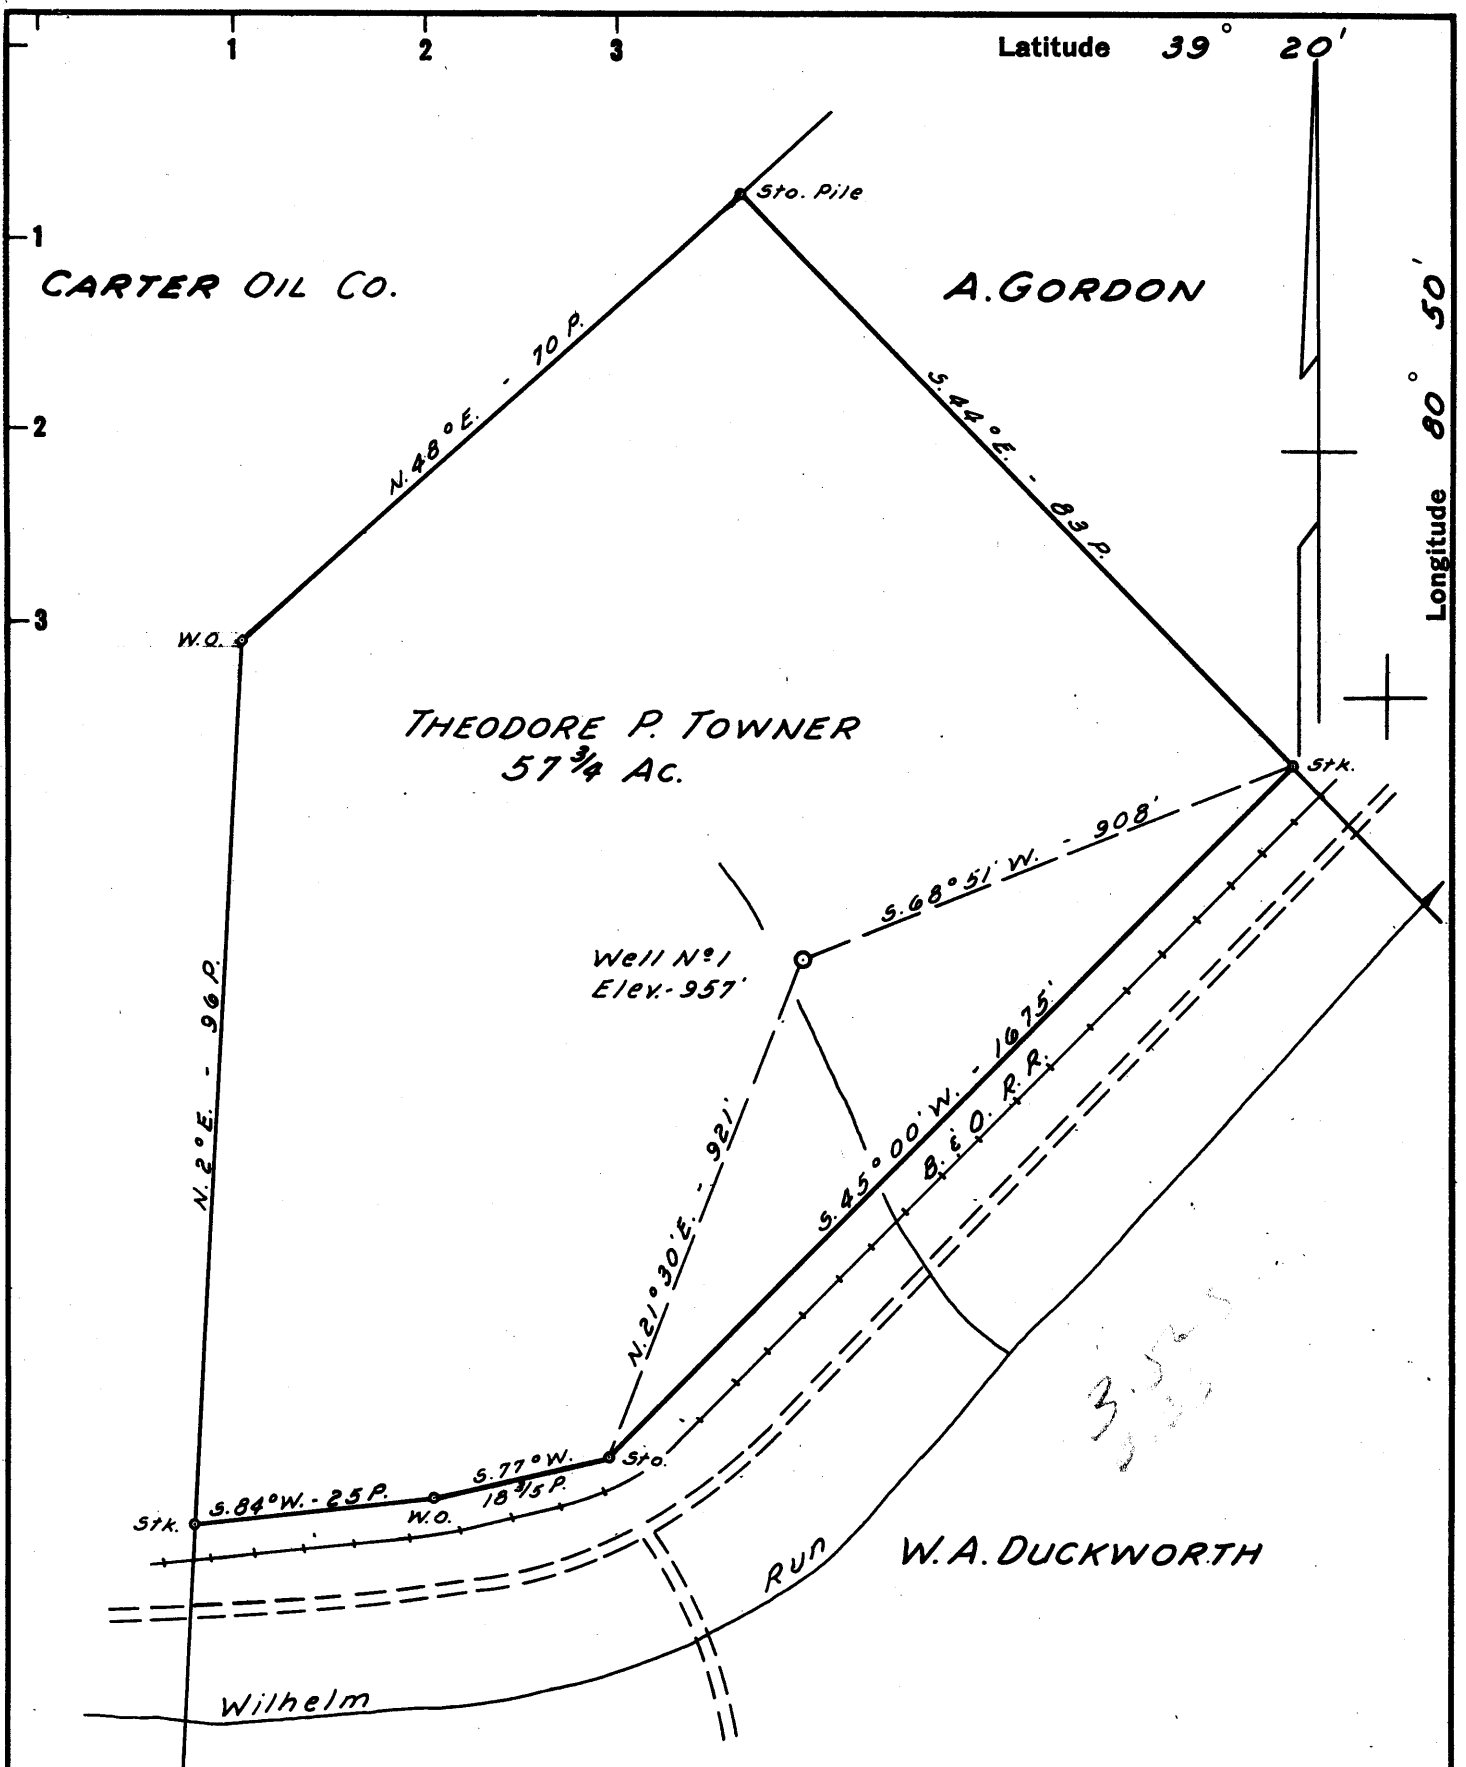 1 2 3
Latitude 39° 20'
Sto. Pile
1
CARTER OIL CO.
A. GORDON
Longitude 80° 50'
N. 48° E. - 70 P.
S. 44° E. - 83 P.
2
3
W.O.
THEODORE P. TOWNER
57 3/4 AC.
Stk.
S. 68° 51' W. - 908'
Well Nº 1
Elev. - 957'
N. 2° E. - 96 P.
S. 45° 00' W. - 1675'
B. & O. R.R.
N. 21° 30' E. - 921'
Sto.
S. 77° W.
18 3/5 P.
S. 84° W. - 25 P.
W.O.
Stk.
W. A. DUCKWORTH
Wilhelm Run